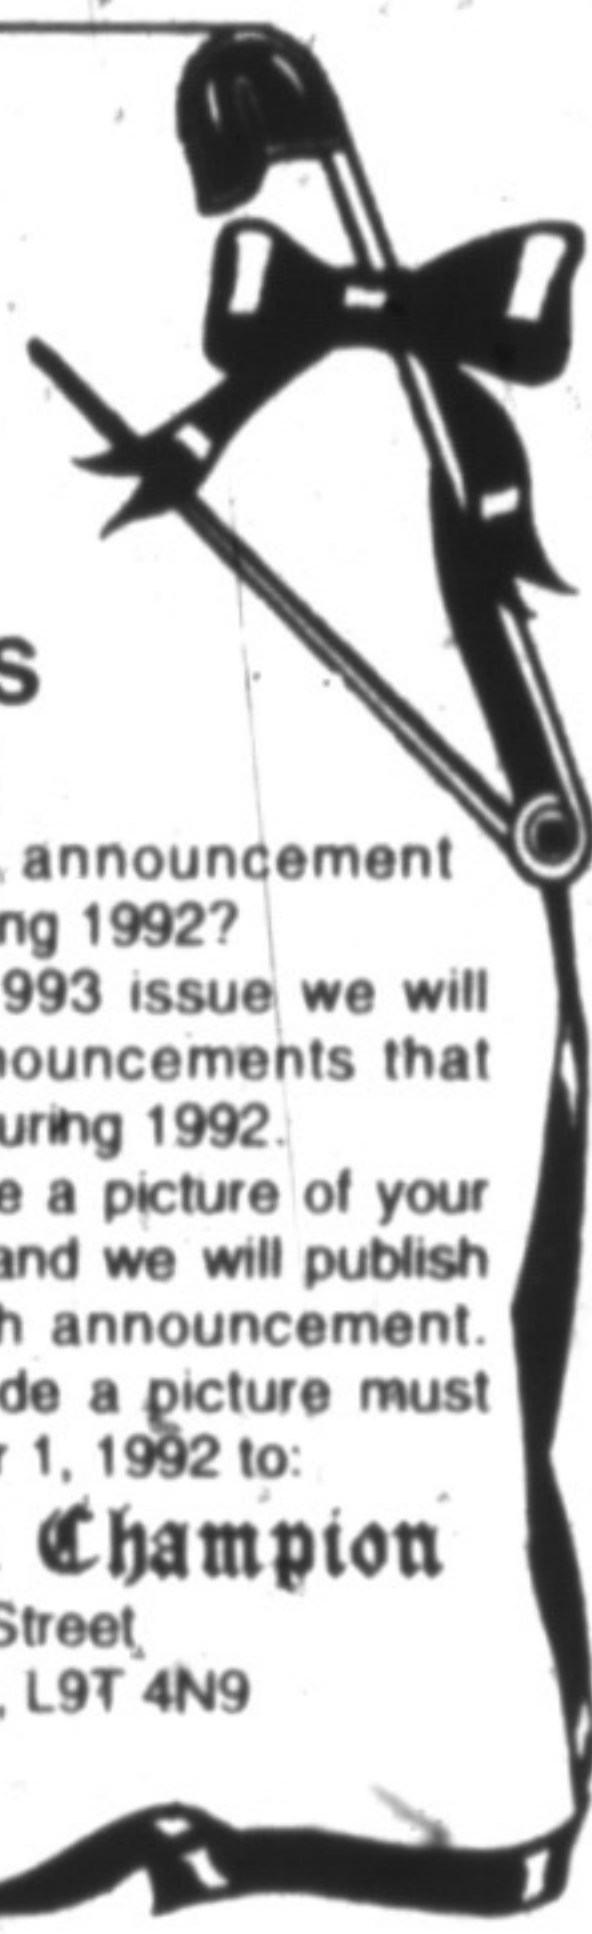 s
announcement
ng 1992?
993 issue we will
nouncements that
uring 1992.
e a picture of your
and we will publish
h announcement.
de a picture must
r 1, 1992 to:
Champion
Street
, L9T 4N9